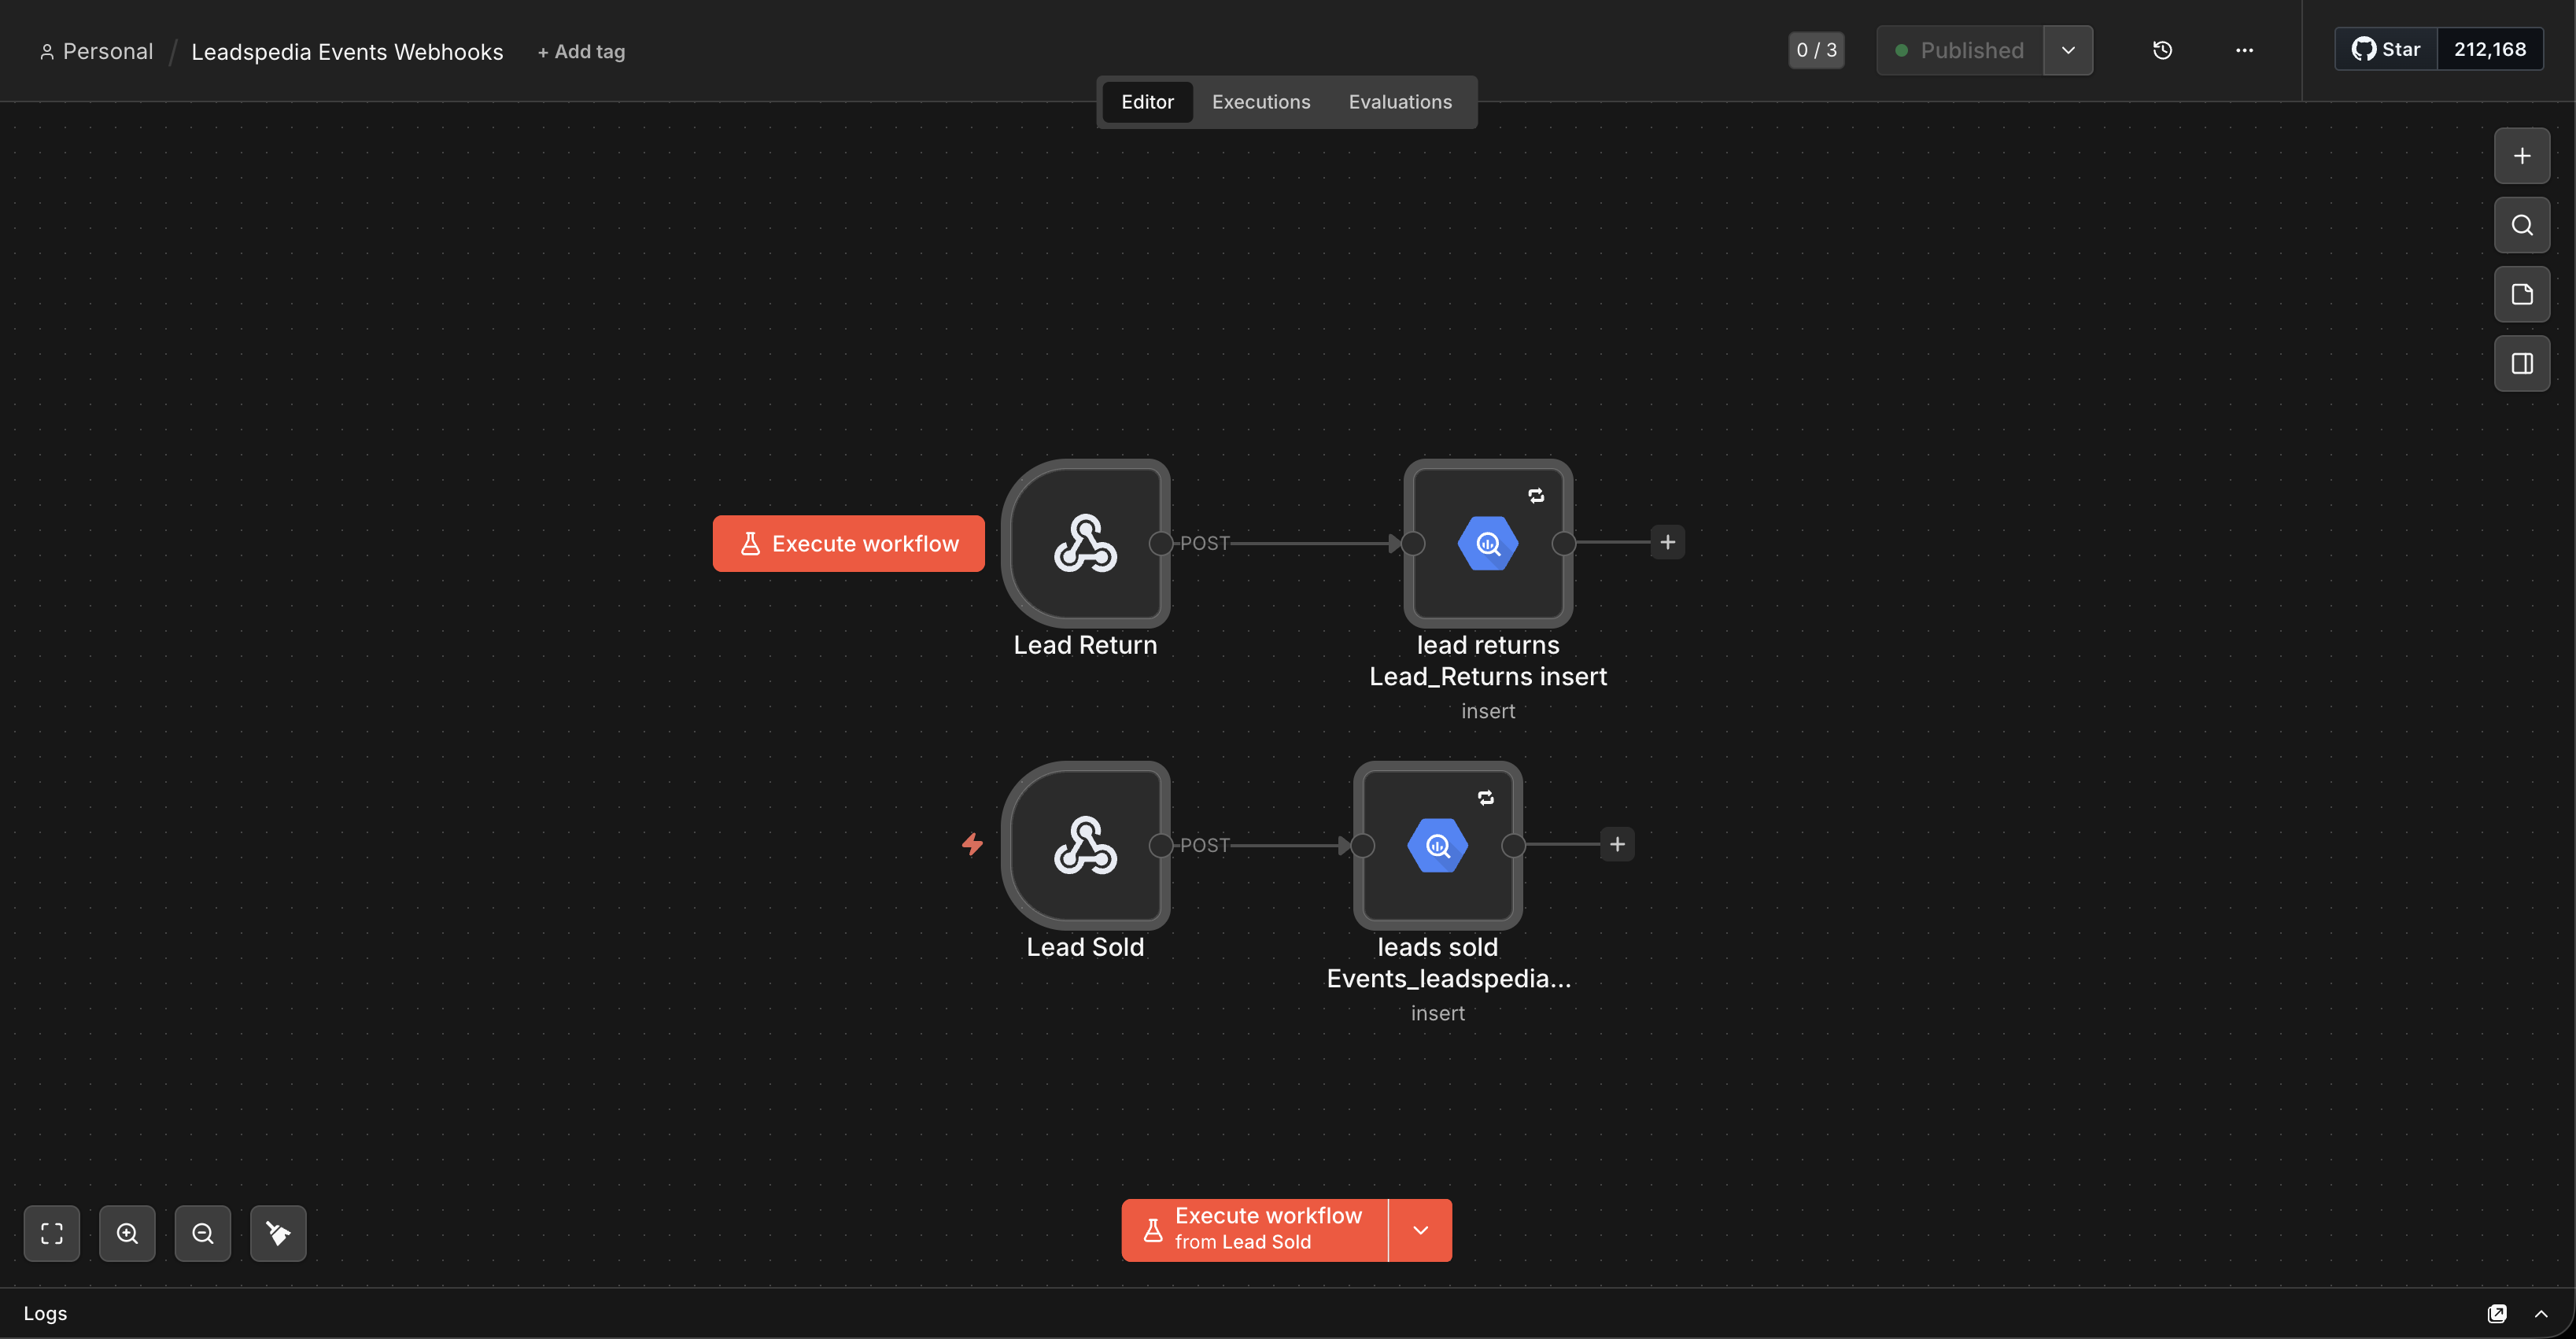 Personal / Leadspedia Events Webhooks + Add tag
0 / 3
Published
Star 212,168
Editor Executions Evaluations
Execute workflow
POST
Lead Return
lead returns
Lead_Returns insert
insert
POST
Lead Sold
leads sold
Events_leadspedia...
insert
Execute workflow
from Lead Sold
Logs